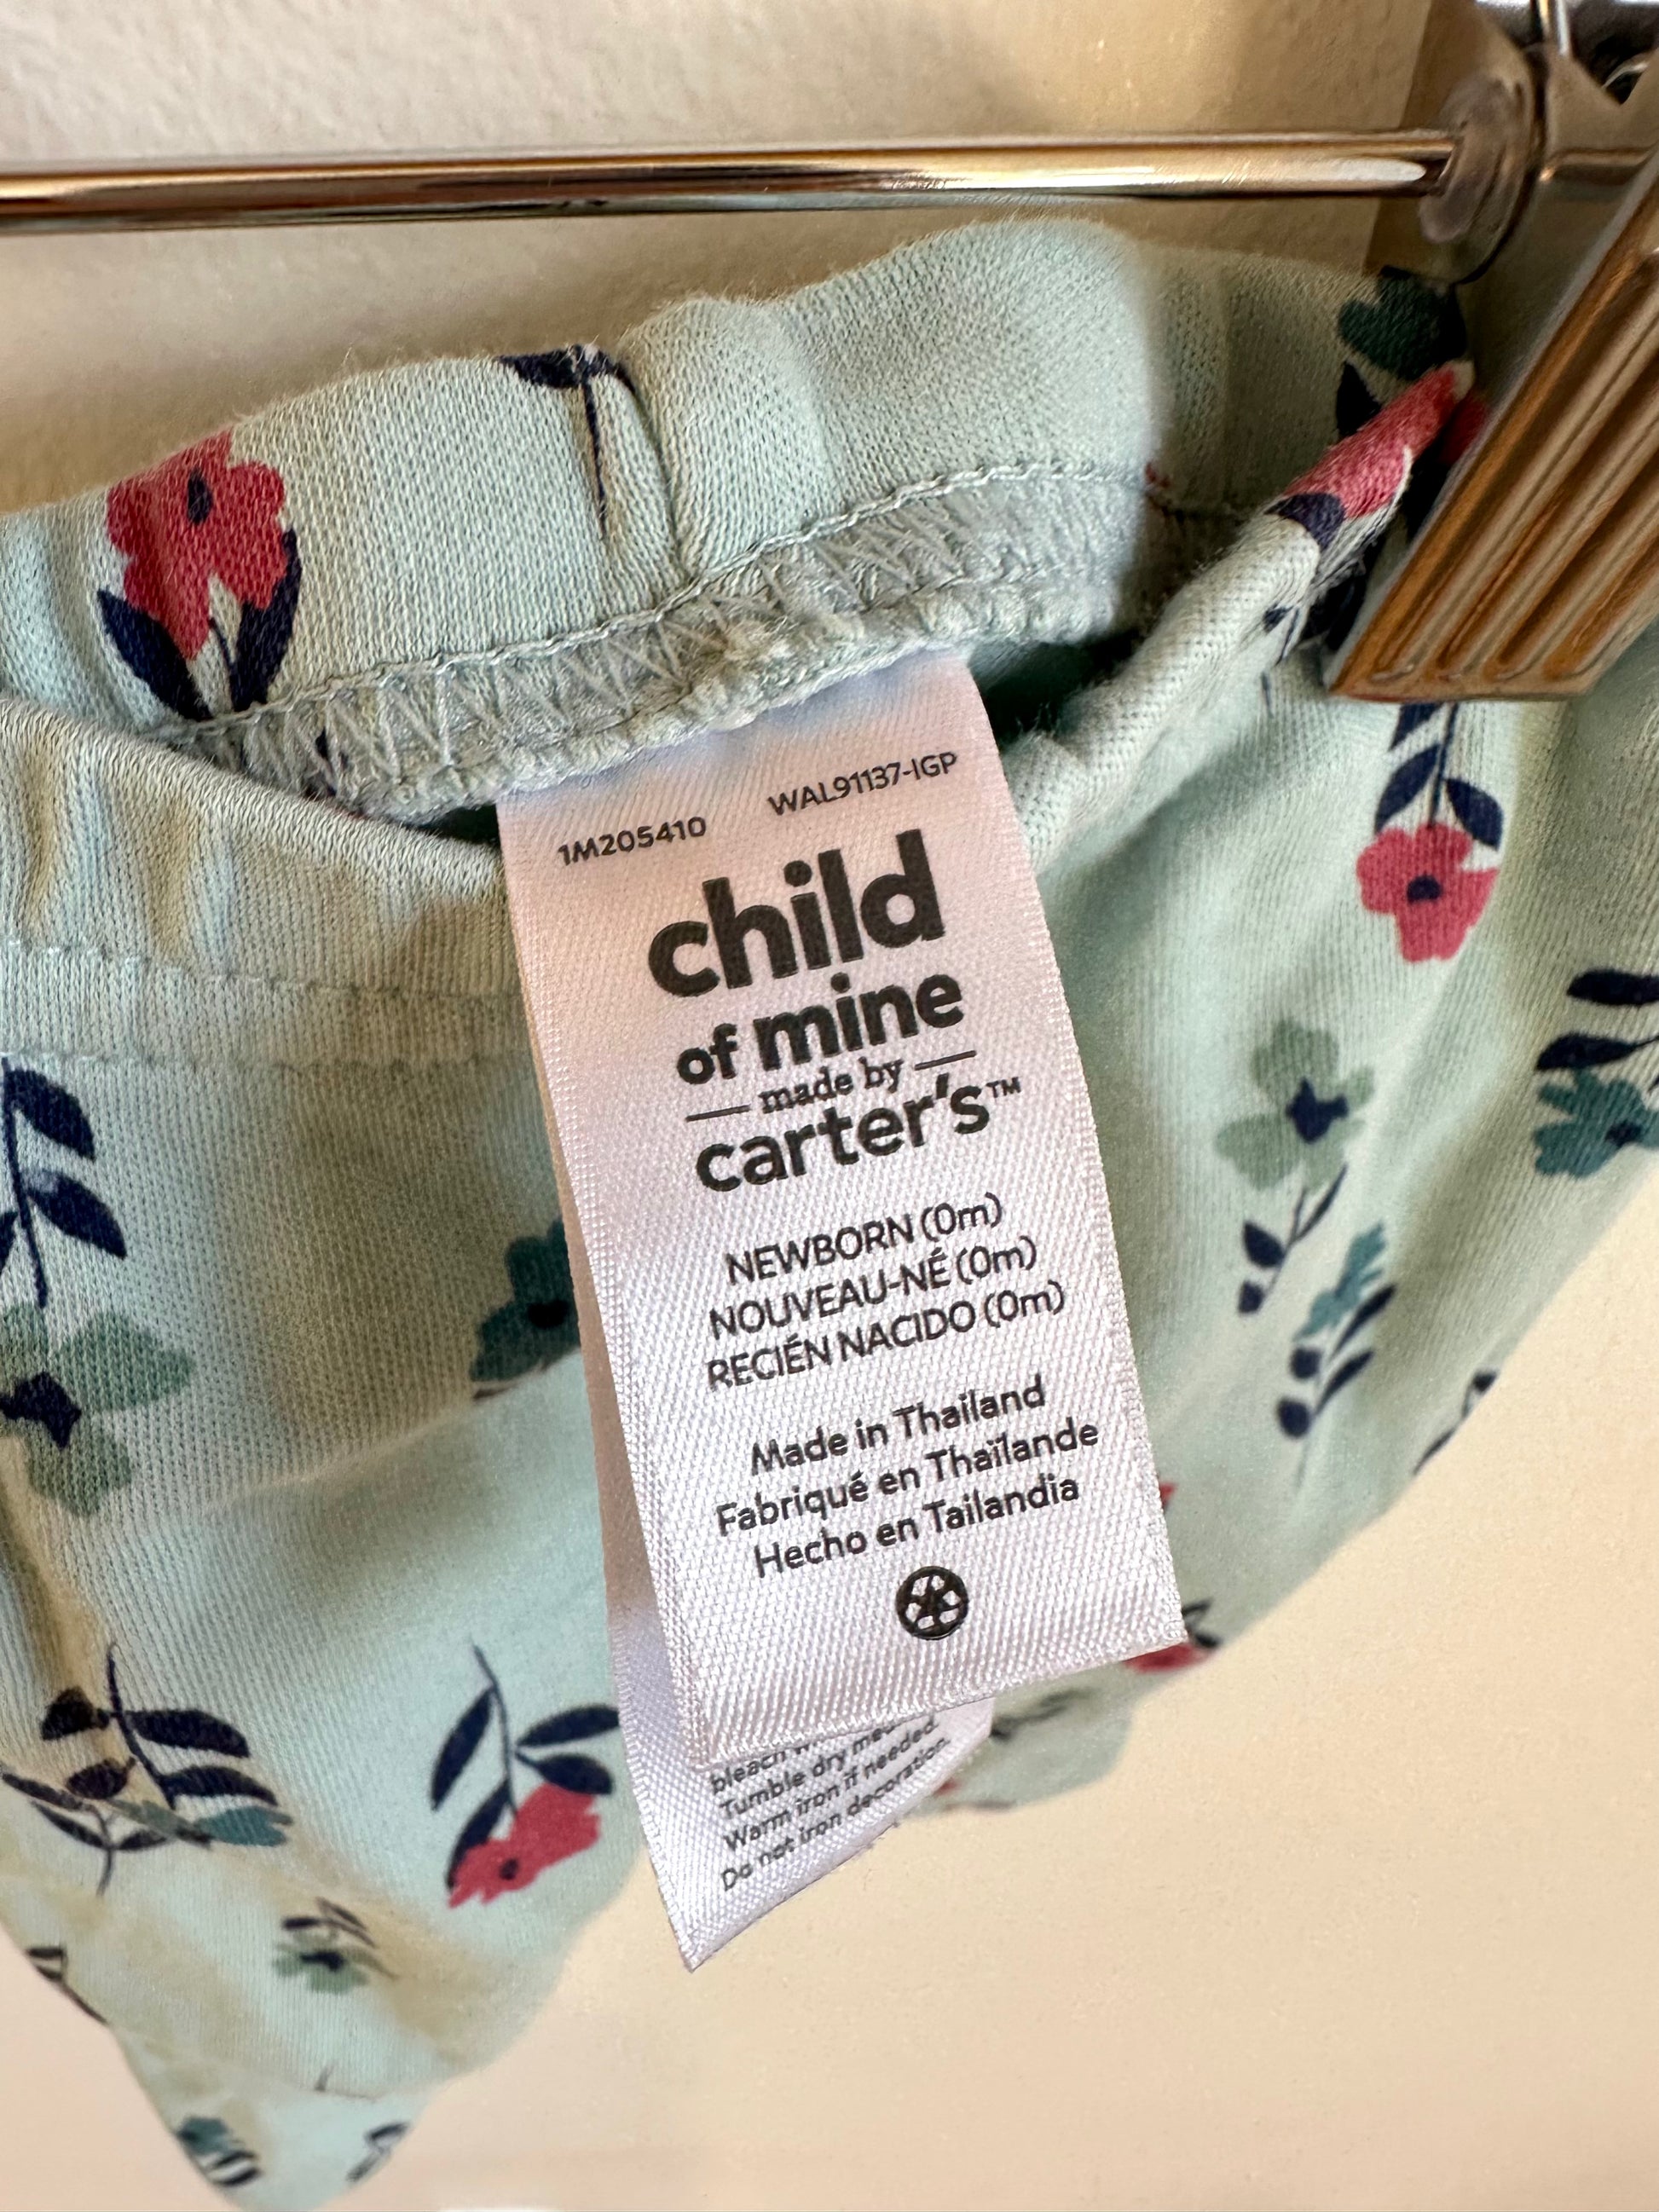 1M205410 WAL91137-IGP
child
of mine
made by
carter's™
NEWBORN (0m)
NOUVEAU-NÉ (0m)
RECIÉN NACIDO (0m)
Made in Thailand
Fabriqué en Thaïlande
Hecho en Tailandia
bleach
Tumble dry
Warm iron if needed.
Do not iron decoration.